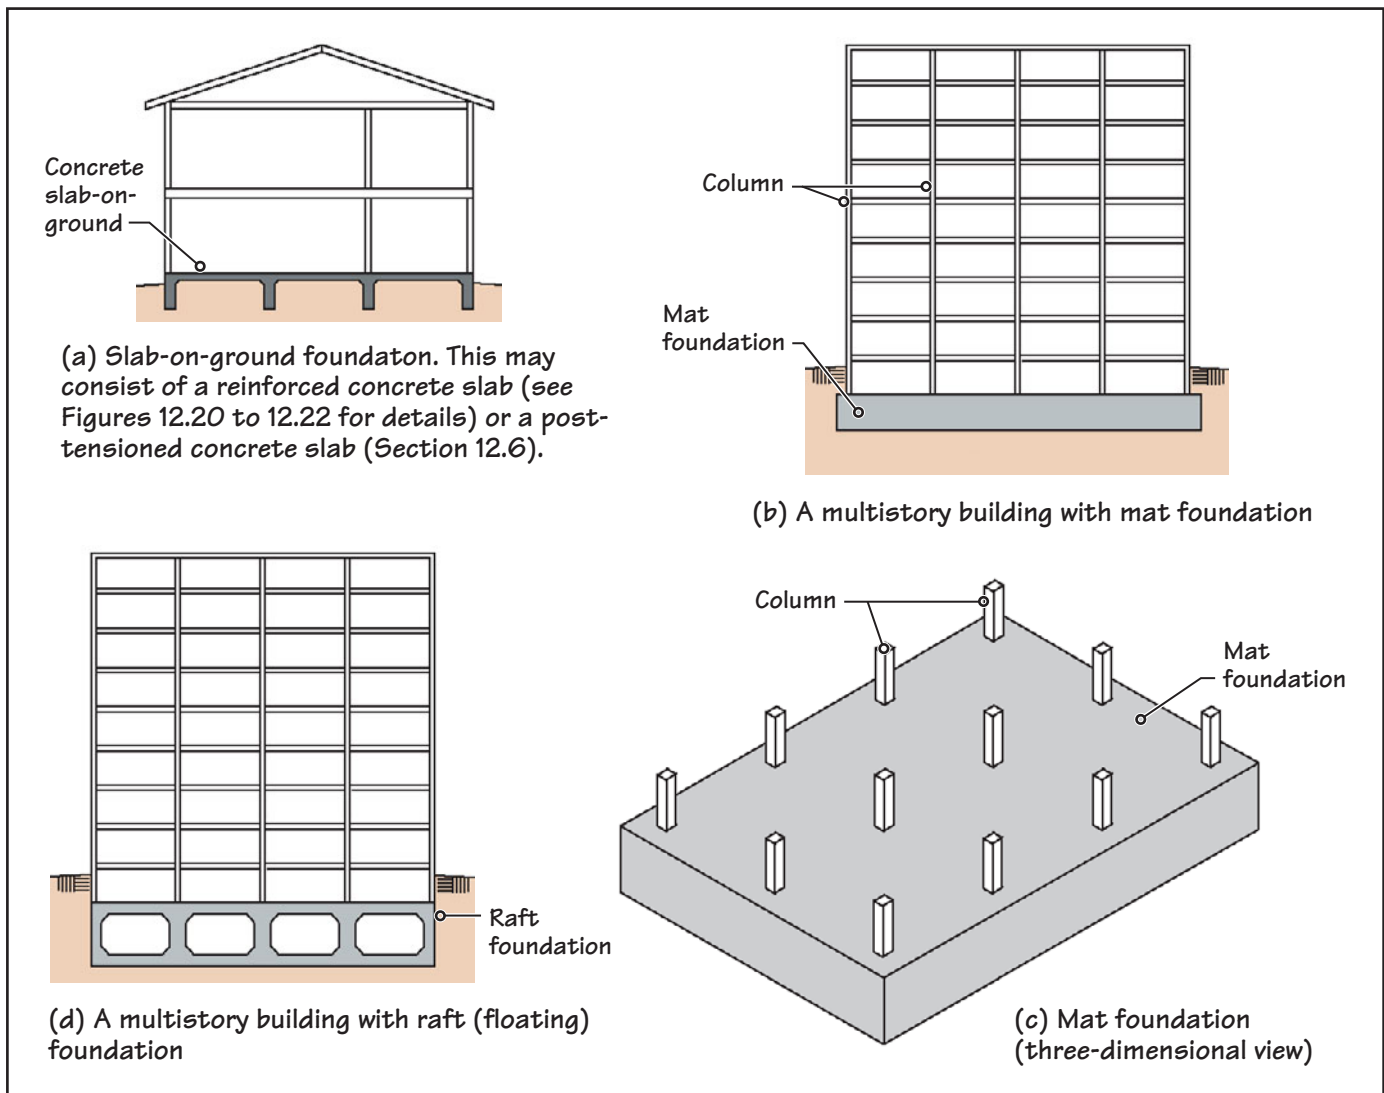 Concrete
slab-on-
ground
(a) Slab-on-ground foundaton. This may
consist of a reinforced concrete slab (see
Figures 12.20 to 12.22 for details) or a post-
tensioned concrete slab (Section 12.6).
Column
Mat
foundation
(b) A multistory building with mat foundation
Raft
foundation
(d) A multistory building with raft (floating)
foundation
Column
Mat
foundation
(c) Mat foundation
(three-dimensional view)